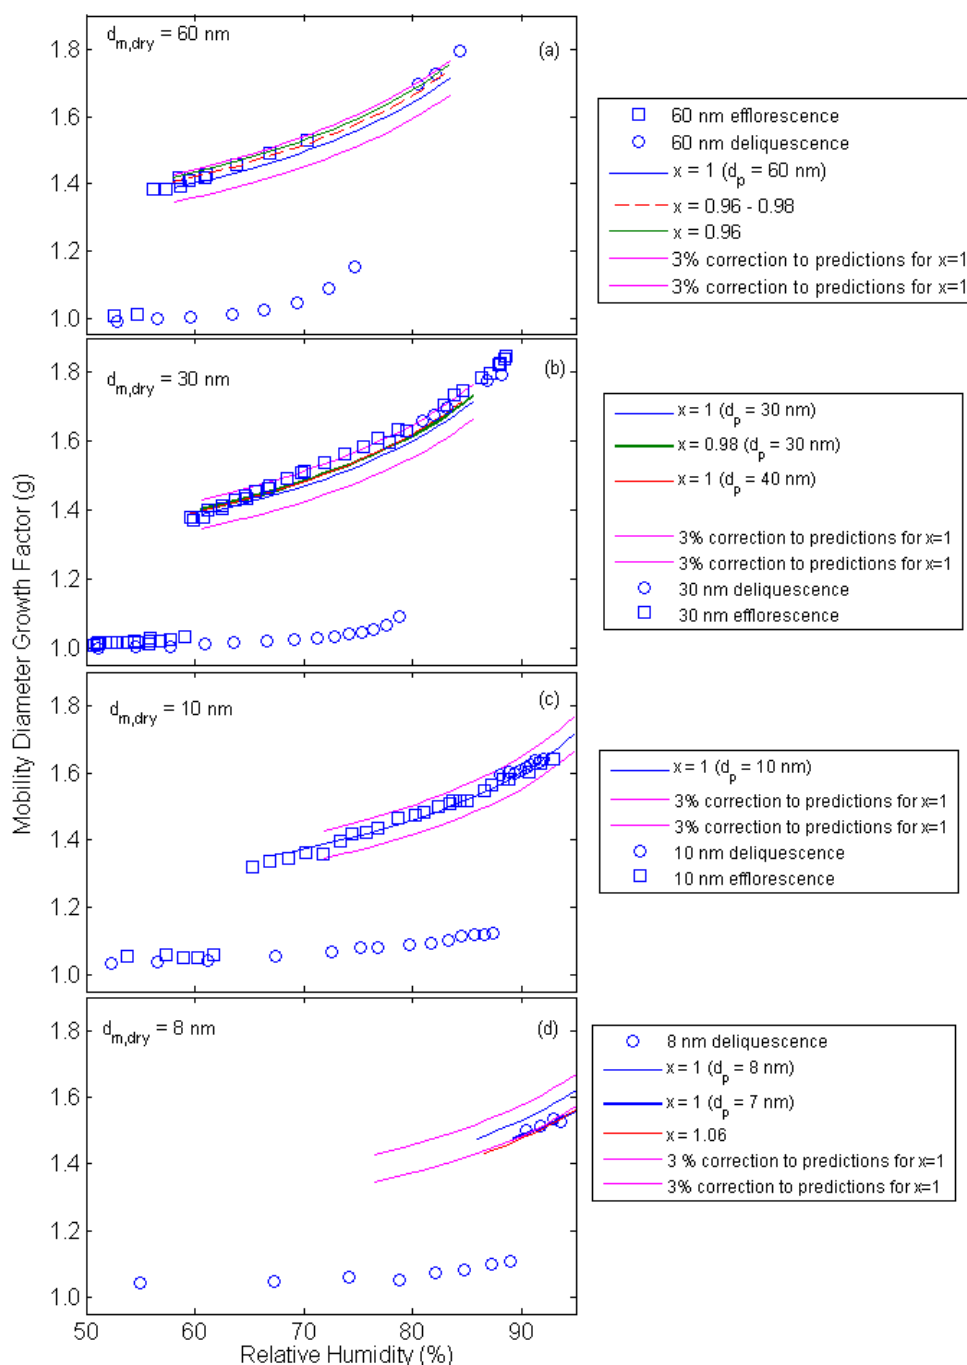 d_m,dry = 60 nm
(a)
1.8
1.6
1.4
1.2
1.0
60 nm efflorescence
60 nm deliquescence
x = 1 (d_p = 60 nm)
x = 0.96 - 0.98
x = 0.96
3% correction to predictions for x=1
3% correction to predictions for x=1
d_m,dry = 30 nm
(b)
1.8
1.6
1.4
1.2
1.0
x = 1 (d_p = 30 nm)
x = 0.98 (d_p = 30 nm)
x = 1 (d_p = 40 nm)
3% correction to predictions for x=1
3% correction to predictions for x=1
30 nm deliquescence
30 nm efflorescence
Mobility Diameter Growth Factor (g)
d_m,dry = 10 nm
(c)
1.8
1.6
1.4
1.2
1.0
x = 1 (d_p = 10 nm)
3% correction to predictions for x=1
3% correction to predictions for x=1
10 nm deliquescence
10 nm efflorescence
d_m,dry = 8 nm
(d)
1.8
1.6
1.4
1.2
1.0
8 nm deliquescence
x = 1 (d_p = 8 nm)
x = 1 (d_p = 7 nm)
x = 1.06
3 % correction to predictions for x=1
3% correction to predictions for x=1
50 60 70 80 90
Relative Humidity (%)